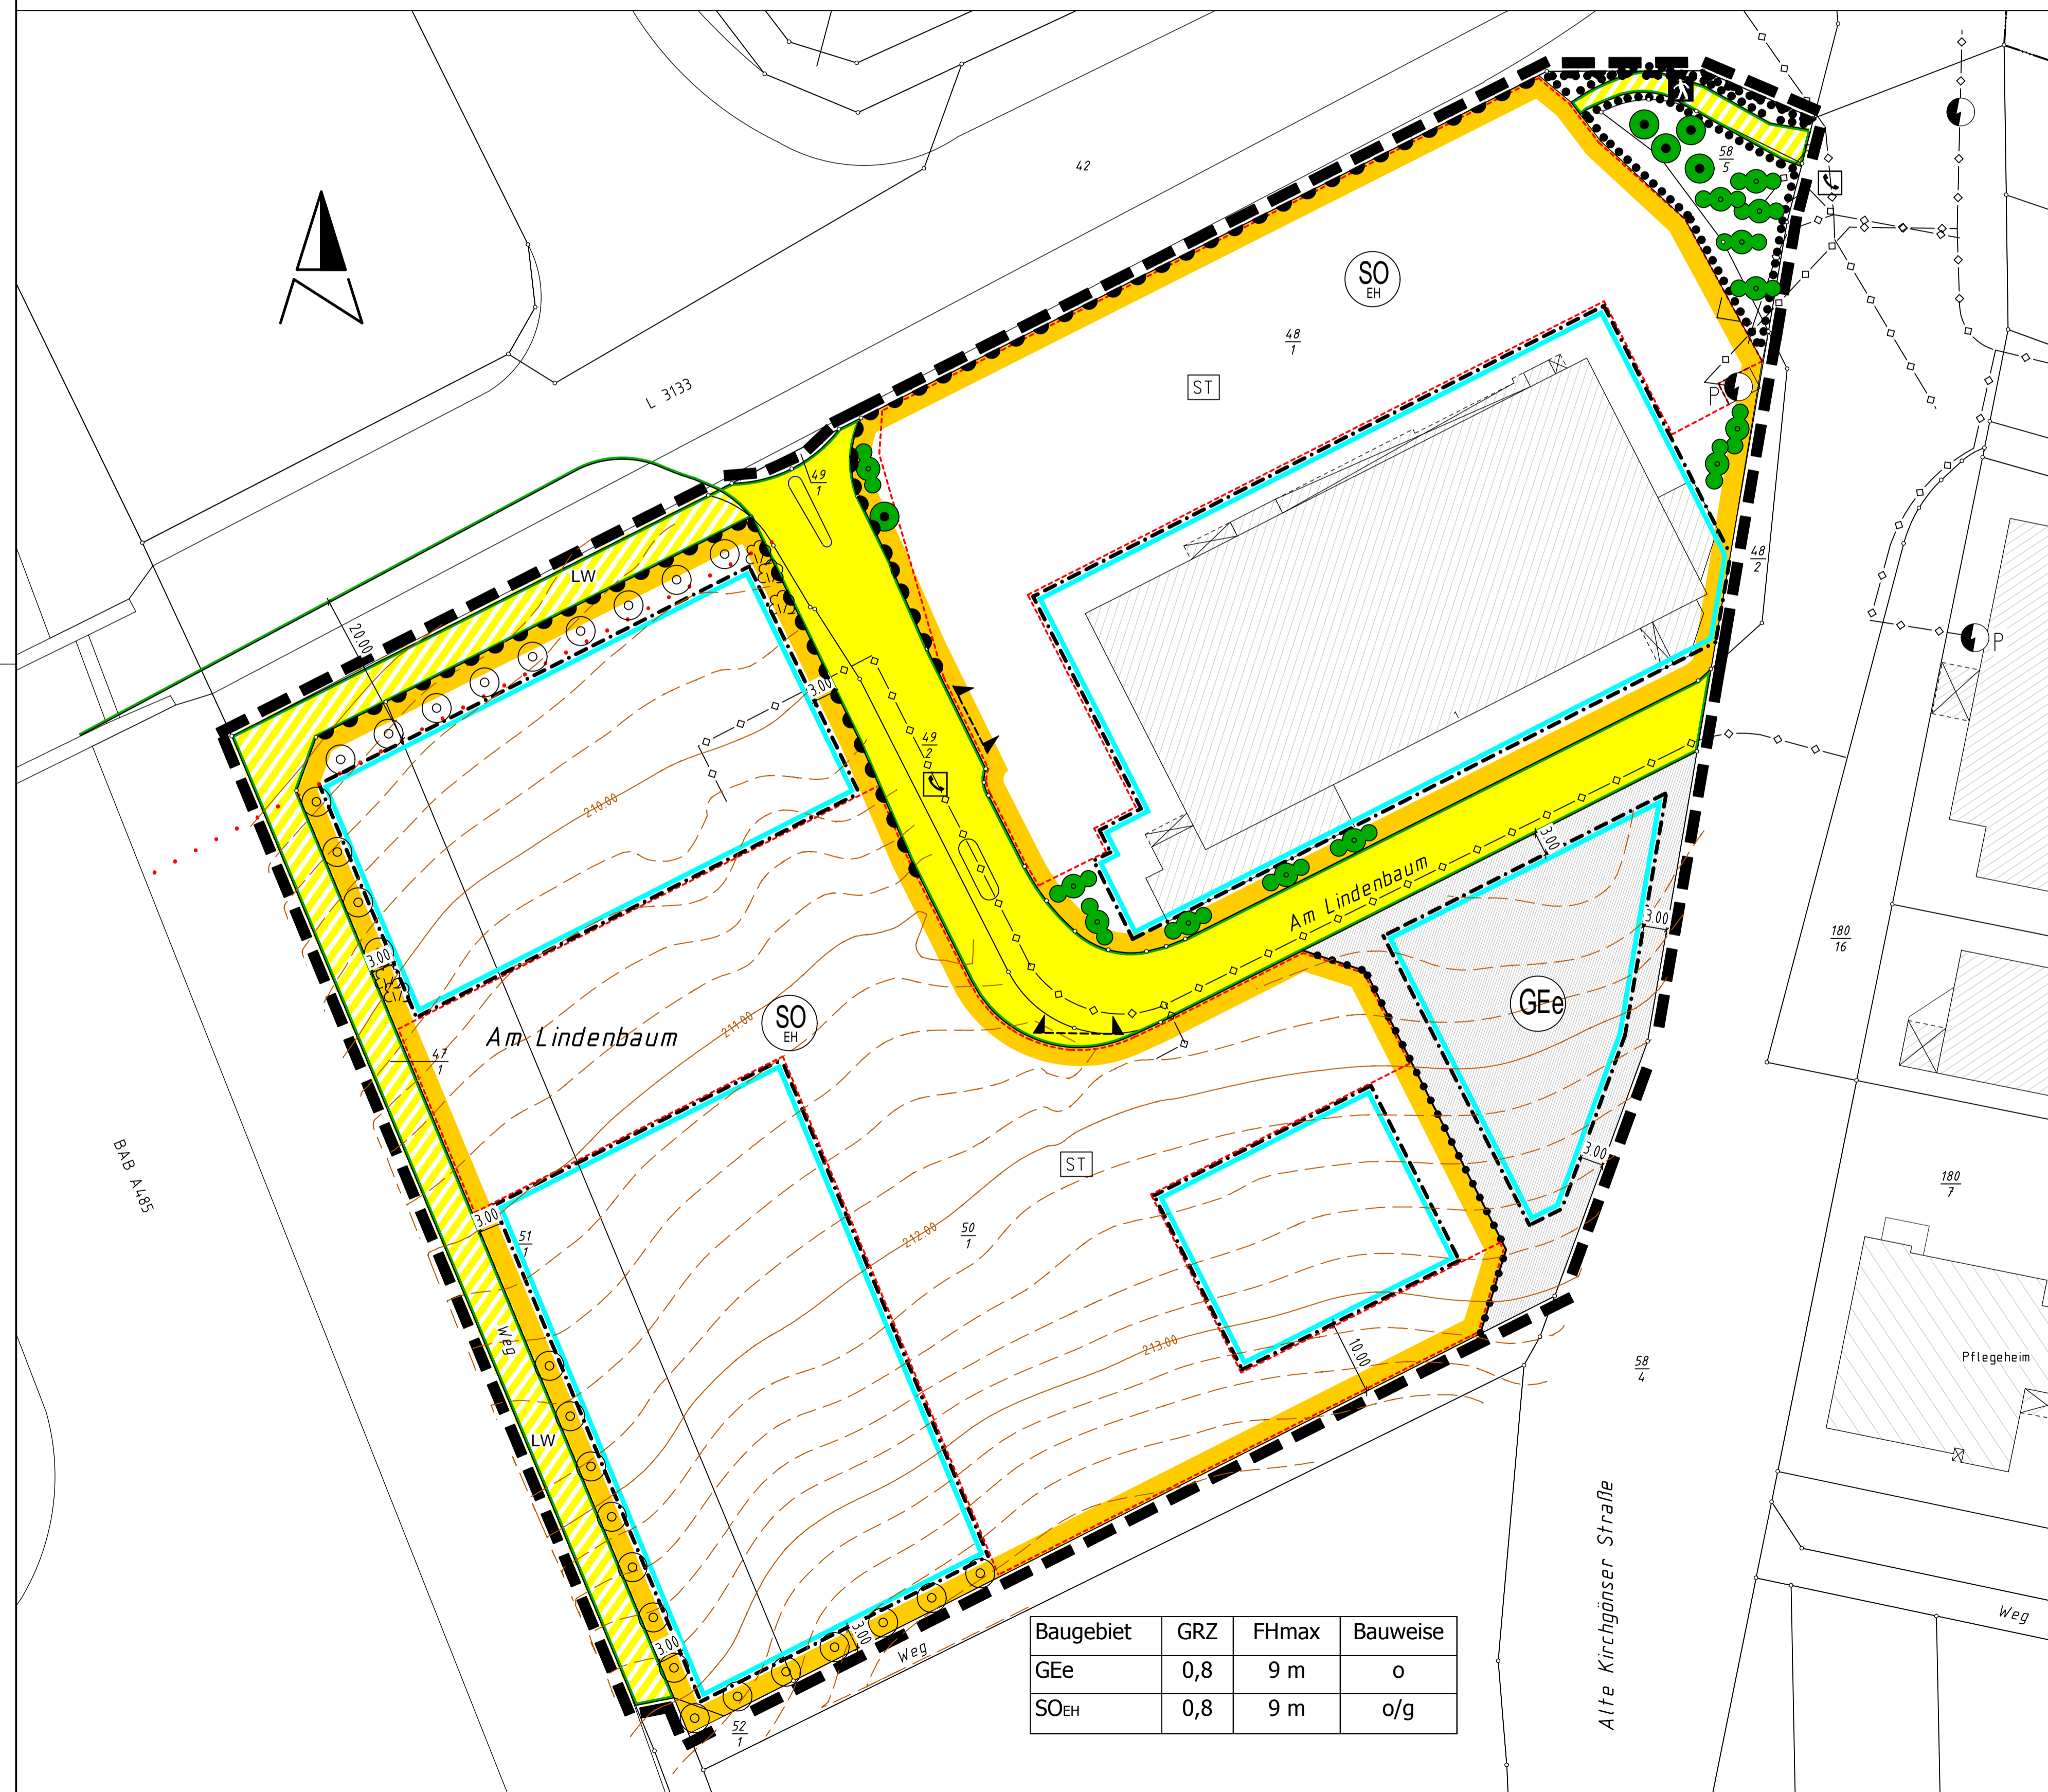 42
58
5
SO
EH
48
1
ST
L 3133
P
49
1
48
2
LW
20.00
3.00
P
1
49
2
210.00
Am Lindenbaum
3.00
3.00
180
16
3.00
GEe
211.00
SO
EH
Am Lindenbaum
47
1
BAB A485
3.00
ST
180
7
3.00
51
1
212.00
50
1
Weg
213.00
10.00
58
4
Pflegeheim
LW
Alte Kirchgönser Straße
3.00
3.00
Weg
Weg
52
1
Baugebiet GRZ FHmax Bauweise
GEe 0,8 9 m o
SOEH 0,8 9 m o/g